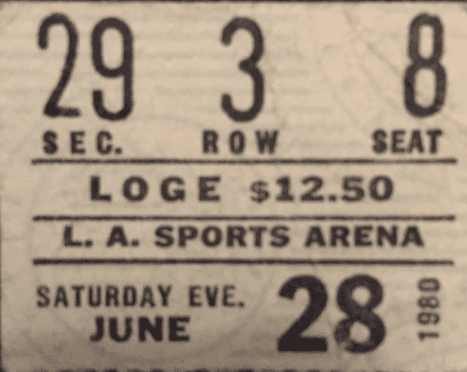 29 3 8
SEC. ROW SEAT
LOGE $12.50
L. A. SPORTS ARENA
SATURDAY EVE.
JUNE 28 1980